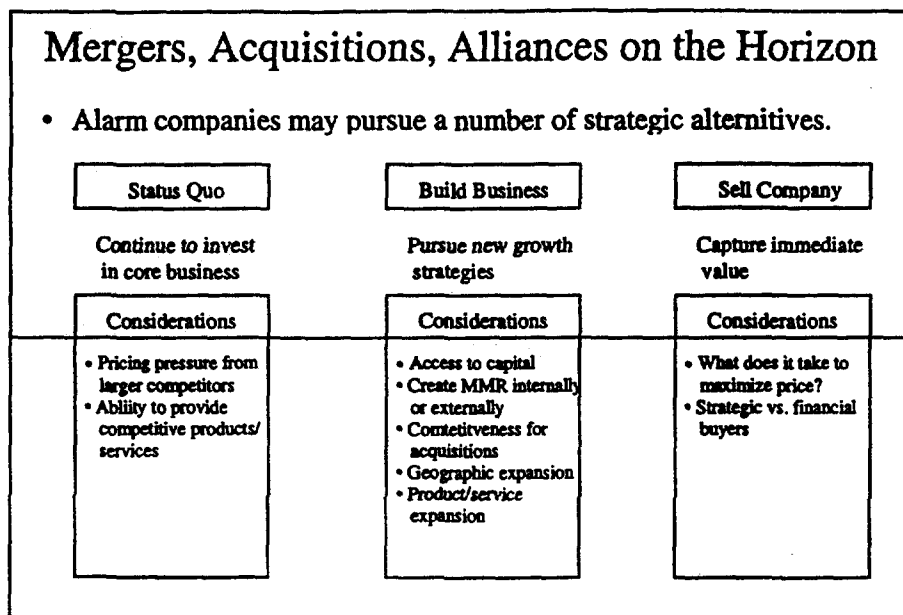 Mergers, Acquisitions, Alliances on the Horizon
• Alarm companies may pursue a number of strategic alternitives.
Status Quo
Continue to invest
in core business
Considerations
• Pricing pressure from
larger competitors
• Ability to provide
competitive products/
services
Build Business
Pursue new growth
strategies
Considerations
• Access to capital
• Create MMR internally
or externally
• Comtetitveness for
acquisitions
• Geographic expansion
• Product/service
expansion
Sell Company
Capture immediate
value
Considerations
• What does it take to
maximize price?
• Strategic vs. financial
buyers